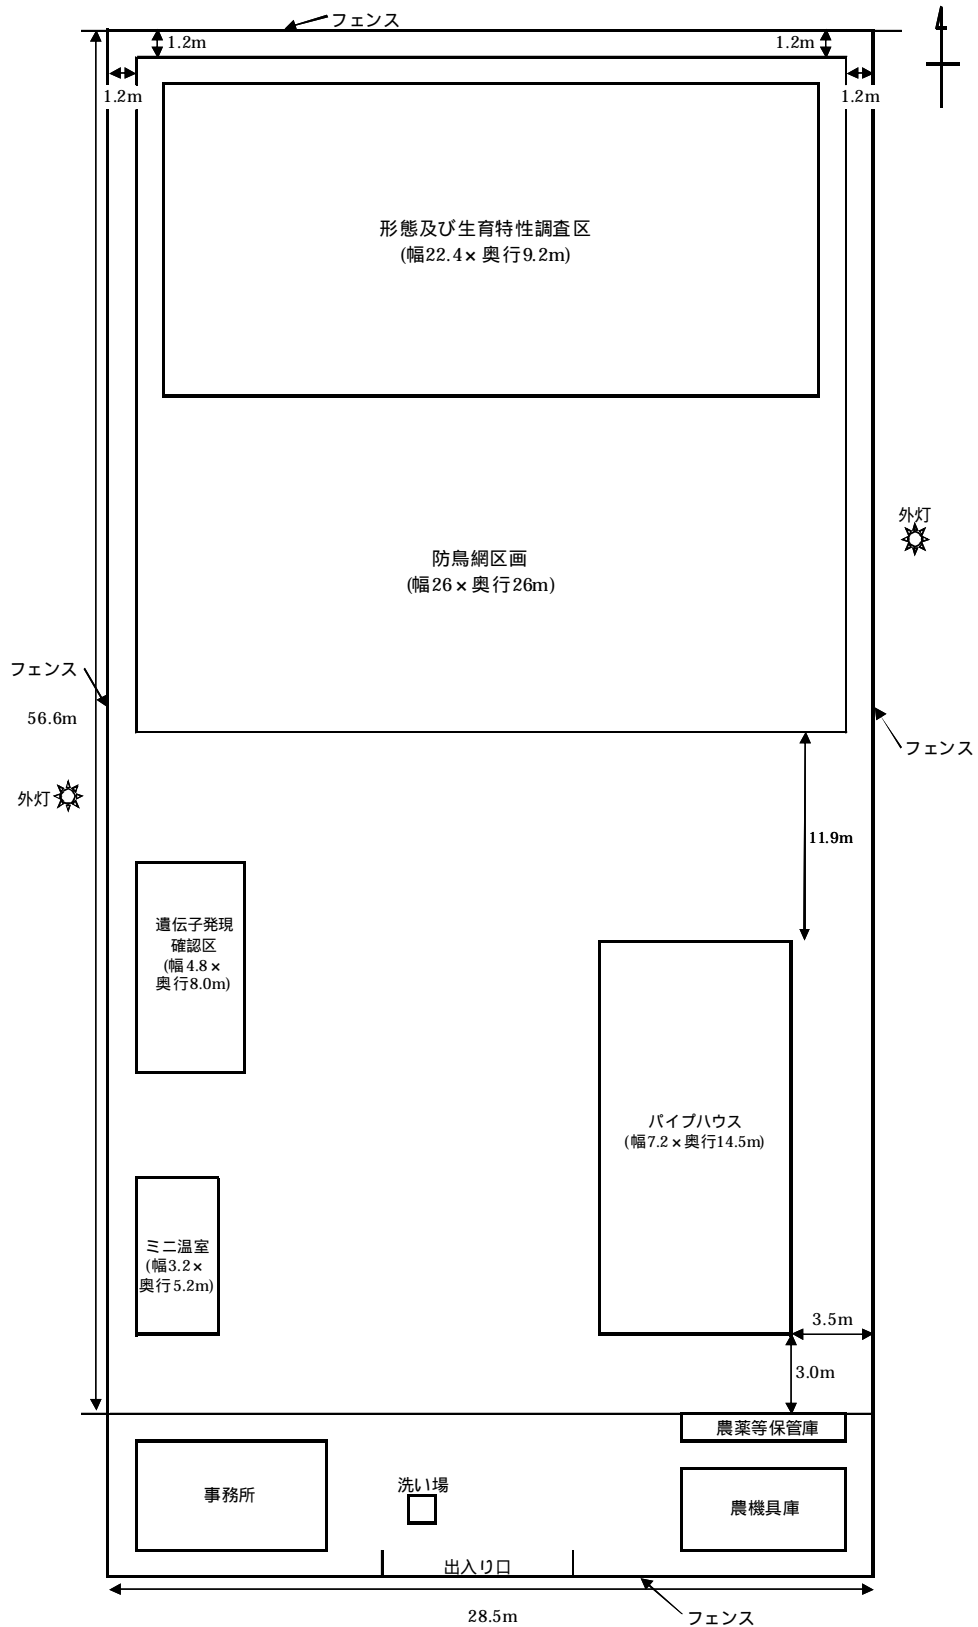 フェンス
1.2m
1.2m
1.2m
1.2m
形態及び生育特性調査区
(幅22.4× 奥行9.2m)
外灯
防鳥網区画
(幅26×奥行26m)
フェンス
56.6m
フェンス
外灯
11.9m
遺伝子発現
確認区
(幅4.8×
奥行8.0m)
パイプハウス
(幅7.2×奥行14.5m)
ミニ温室
(幅3.2×
奥行5.2m)
3.5m
3.0m
農薬等保管庫
事務所
洗い場
農機具庫
出入り口
28.5m
フェンス